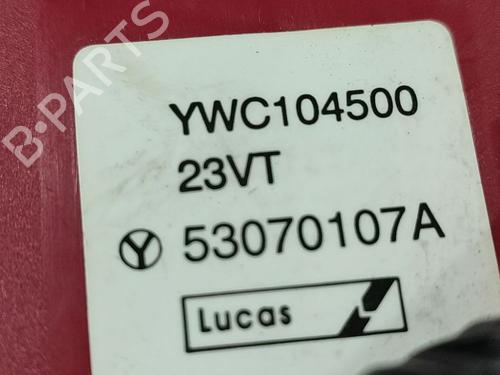 B-PARTS
YWC104500
23VT
Y 53070107A
Lucas